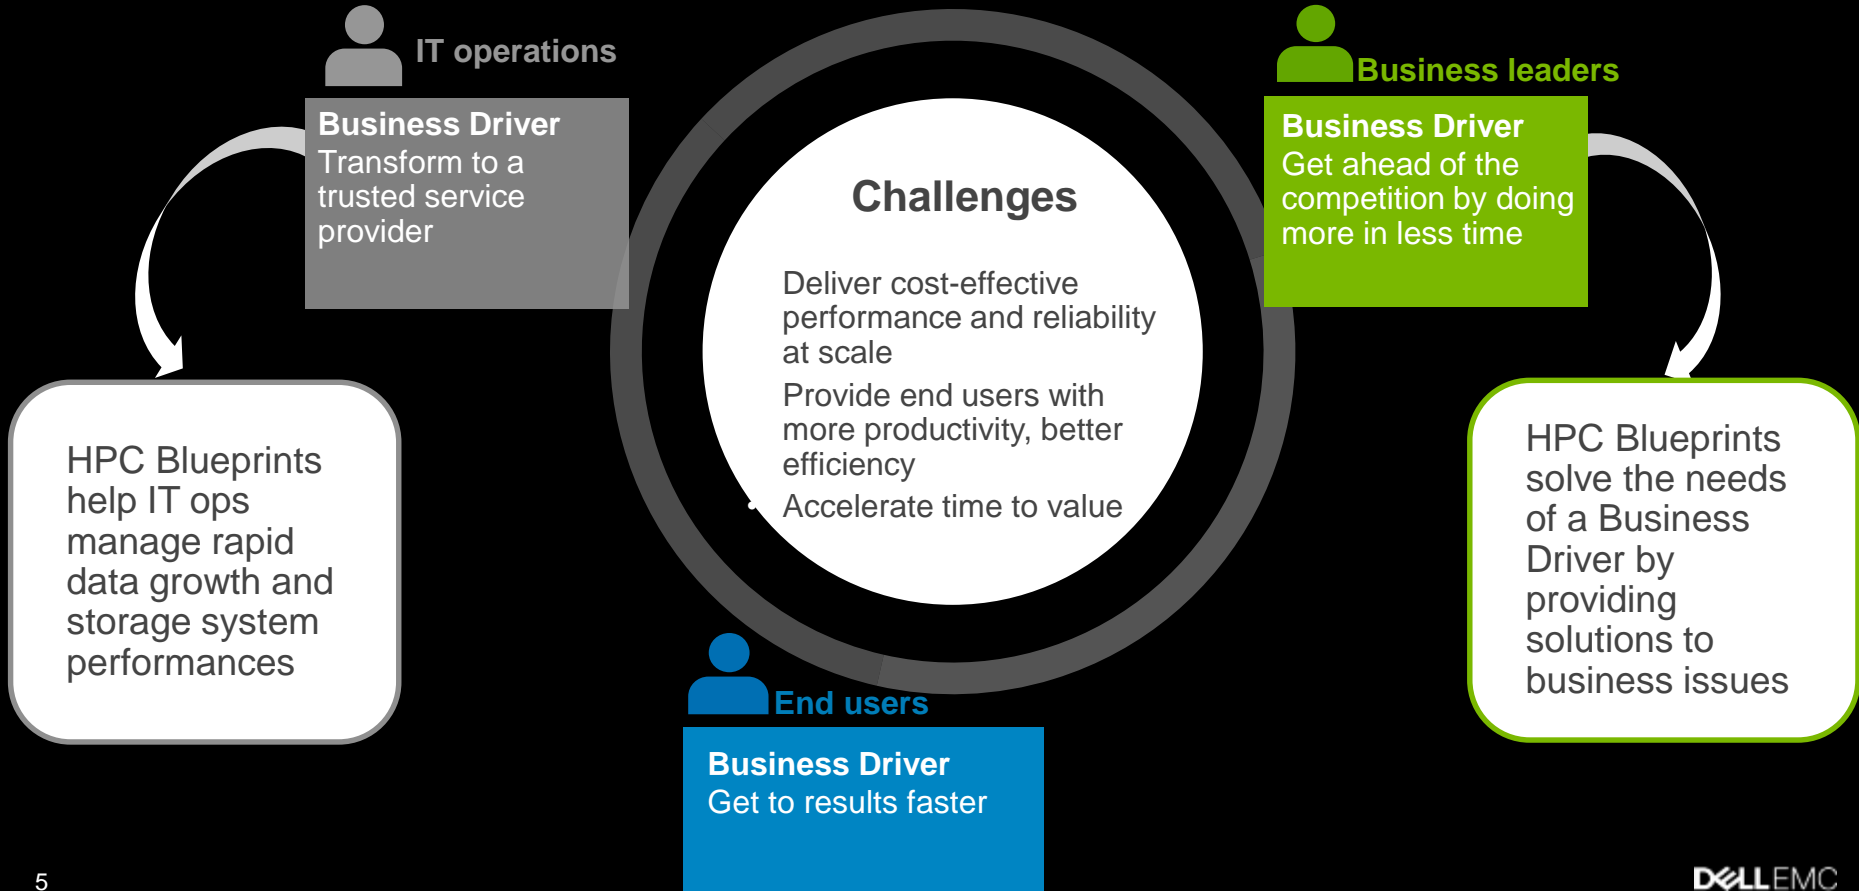 IT operations
Business Driver
Transform to a
trusted service
provider
HPC Blueprints
help IT ops
manage rapid
data growth and
storage system
performances
Challenges
Deliver cost-effective
performance and reliability
at scale
Provide end users with
more productivity, better
efficiency
• Accelerate time to value
Business leaders
Business Driver
Get ahead of the
competition by doing
more in less time
HPC Blueprints
solve the needs
of a Business
Driver by
providing
solutions to
business issues
End users
Business Driver
Get to results faster
5
DELLEMC